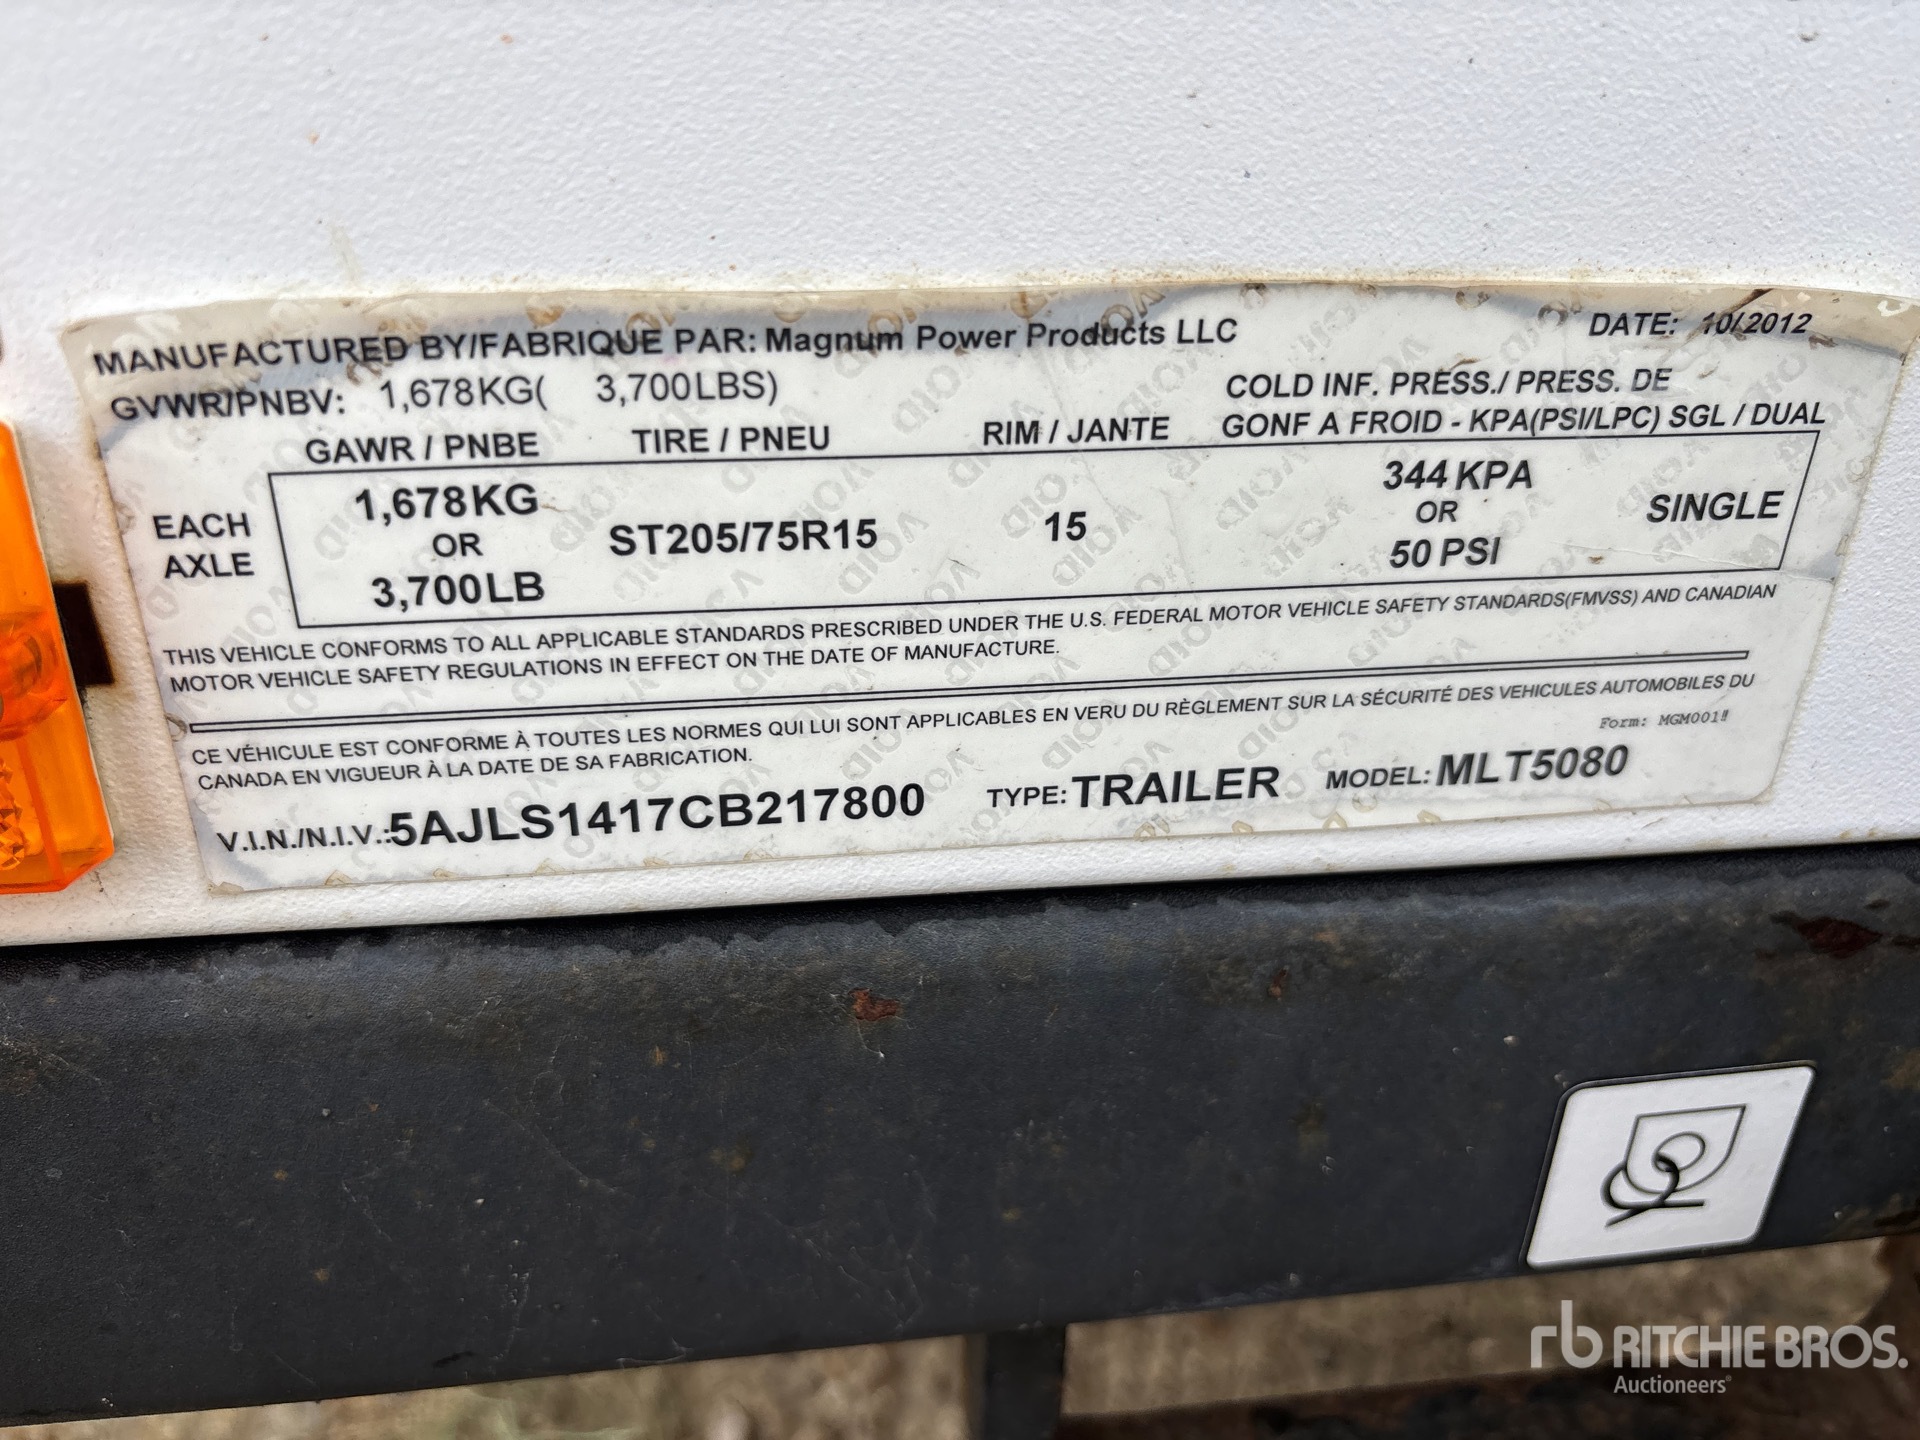 MANUFACTURED BY/FABRIQUE PAR: Magnum Power Products LLC DATE: 10/2012
GVWR/PNBV: 1,678KG( 3,700LBS)
COLD INF. PRESS./ PRESS. DE
GAWR / PNBE TIRE / PNEU RIM / JANTE GONF A FROID - KPA(PSI/LPC) SGL / DUAL
EACH AXLE
1,678KG
OR
3,700LB
ST205/75R15
15
344 KPA
OR
50 PSI
SINGLE
THIS VEHICLE CONFORMS TO ALL APPLICABLE STANDARDS PRESCRIBED UNDER THE U.S. FEDERAL MOTOR VEHICLE SAFETY STANDARDS(FMVSS) AND CANADIAN
MOTOR VEHICLE SAFETY REGULATIONS IN EFFECT ON THE DATE OF MANUFACTURE.
CE VÉHICULE EST CONFORME À TOUTES LES NORMES QUI LUI SONT APPLICABLES EN VERU DU RÈGLEMENT SUR LA SÉCURITÉ DES VEHICULES AUTOMOBILES DU
CANADA EN VIGUEUR À LA DATE DE SA FABRICATION.
Form: MGM001
V.I.N./N.I.V.:5AJLS1417CB217800 TYPE: TRAILER MODEL: MLT5080
rb RITCHIE BROS.
Auctioneers